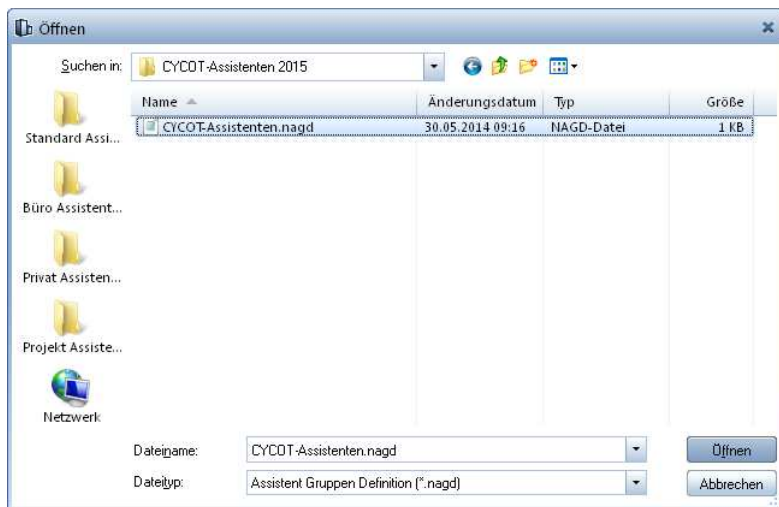 Öffnen
Suchen in: CYCOT-Assistenten 2015
Name Änderungsdatum Typ Größe
CYCOT-Assistenten.nagd 30.05.2014 09:16 NAGD-Datei 1 KB
Standard Assi...
Büro Assistent...
Privat Assisten...
Projekt Assiste...
Netzwerk
Dateiname: CYCOT-Assistenten.nagd Öffnen
Dateityp: Assistent Gruppen Definition (*.nagd) Abbrechen